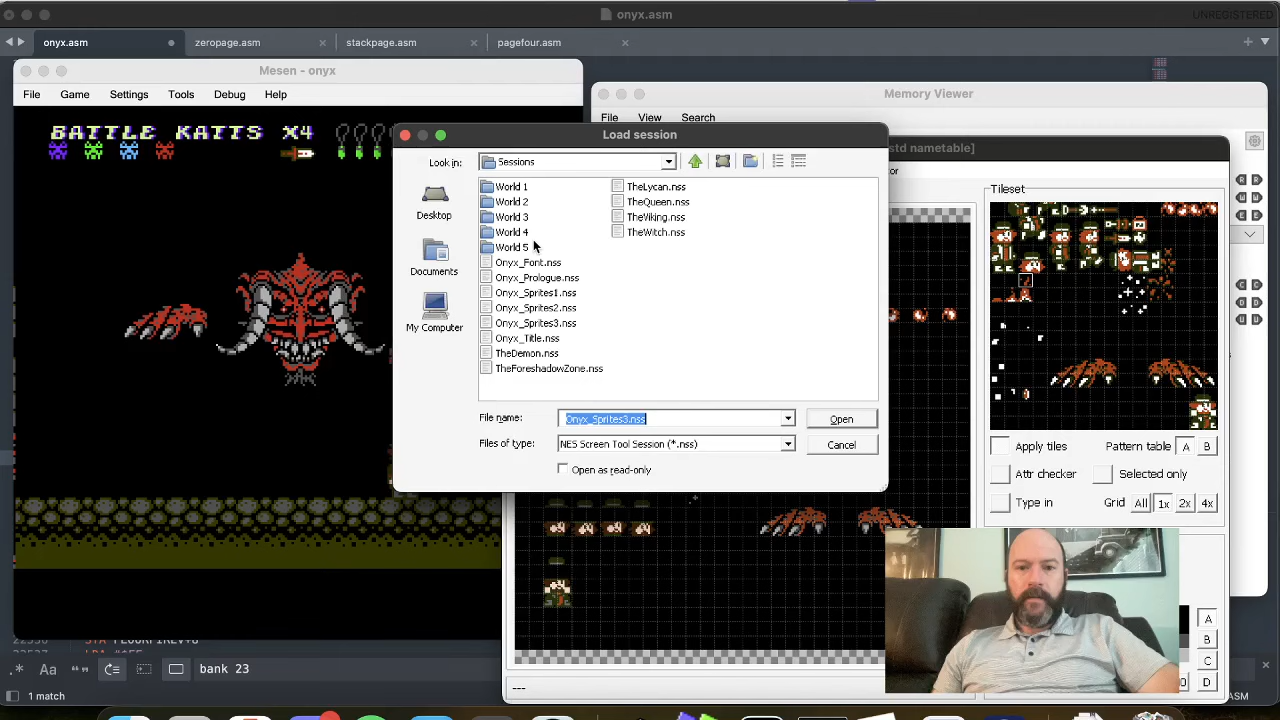 onyx.asm
UNREGISTERED
onyx.asm
zeropage.asm
stackpage.asm
pagefour.asm
Mesen - onyx
File Game Settings Tools Debug Help
Memory Viewer
File View Search
BATTLE KATTS X4
Load session
Look in: Sessions
std nametable]
Tileset
Desktop
Documents
My Computer
World 1
World 2
World 3
World 4
World 5
Onyx_Font.nss
Onyx_Prologue.nss
Onyx_Sprites1.nss
Onyx_Sprites2.nss
Onyx_Sprites3.nss
Onyx_Title.nss
TheDemon.nss
TheForeshadowZone.nss
TheLycan.nss
TheQueen.nss
TheViking.nss
TheWitch.nss
File name: Onyx_Sprites3.nss Open
Files of type: NES Screen Tool Session (*.nss) Cancel
Open as read-only
Apply tiles Pattern table A B
Attr checker Selected only
Type in Grid All 1x 2x 4x
A
B
C
D
---
bank 23
1 match